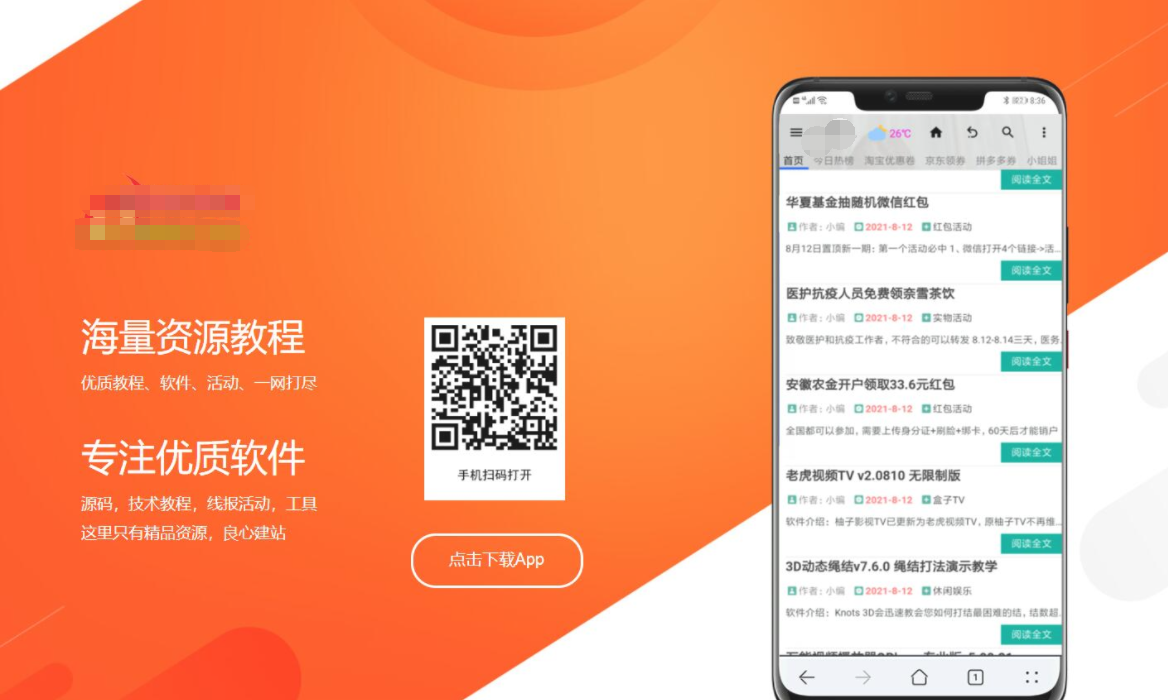 海量资源教程
优质教程、软件、活动、一网打尽
专注优质软件
源码，技术教程，线报活动，工具
这里只有精品资源，良心建站
手机扫码打开
点击下载App
8:36
26℃
首页 今日热榜 淘宝优惠卷 京东领券 拼多多券 小姐姐
阅读全文
华夏基金抽随机微信红包
作者：小编 2021-8-12 红包活动
8月12日置顶新一期：第一个活动必中 1、微信打开4个链接->活...
阅读全文
医护抗疫人员免费领奈雪茶饮
作者：小编 2021-8-12 实物活动
致敬医护和抗疫工作者，不符合的可以转发 8.12-8.14三天，医务
阅读全文
安徽农金开户领取33.6元红包
作者：小编 2021-8-12 红包活动
全国都可以参加，需要上传身分证+刷脸+绑卡，60天后才能销户
阅读全文
老虎视频TV v2.0810 无限制版
作者：小编 2021-8-12 盒子TV
软件介绍：柚子影视TV已更新为老虎视频TV，原柚子TV不再维...
阅读全文
3D动态绳结v7.6.0 绳结打法演示教学
作者：小编 2021-8-12 休闲娱乐
软件介绍：Knots 3D会迅速教会您如何打结最困难的结，结数超
阅读全文
1